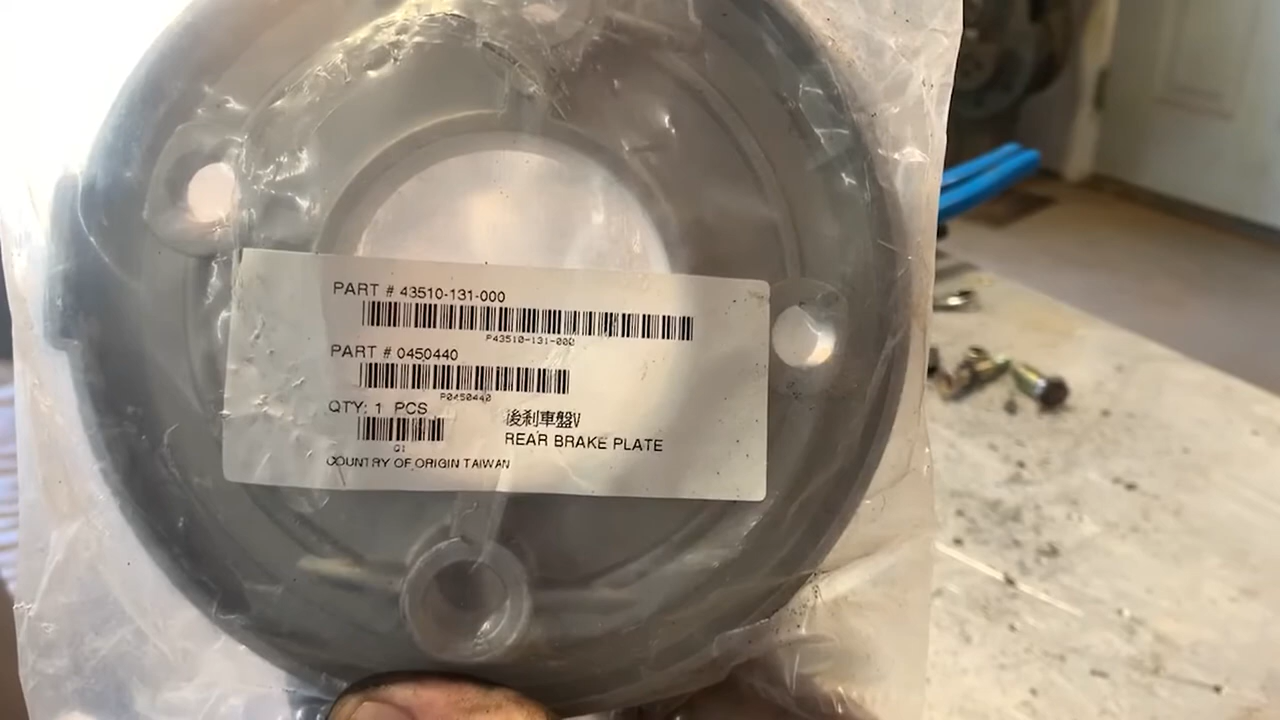 PART # 43510-131-000
P43510-131-000
PART # 0450440
P0450440
QTY: 1 PCS
Q1
後刹車盤V
REAR BRAKE PLATE
COUNTRY OF ORIGIN TAIWAN